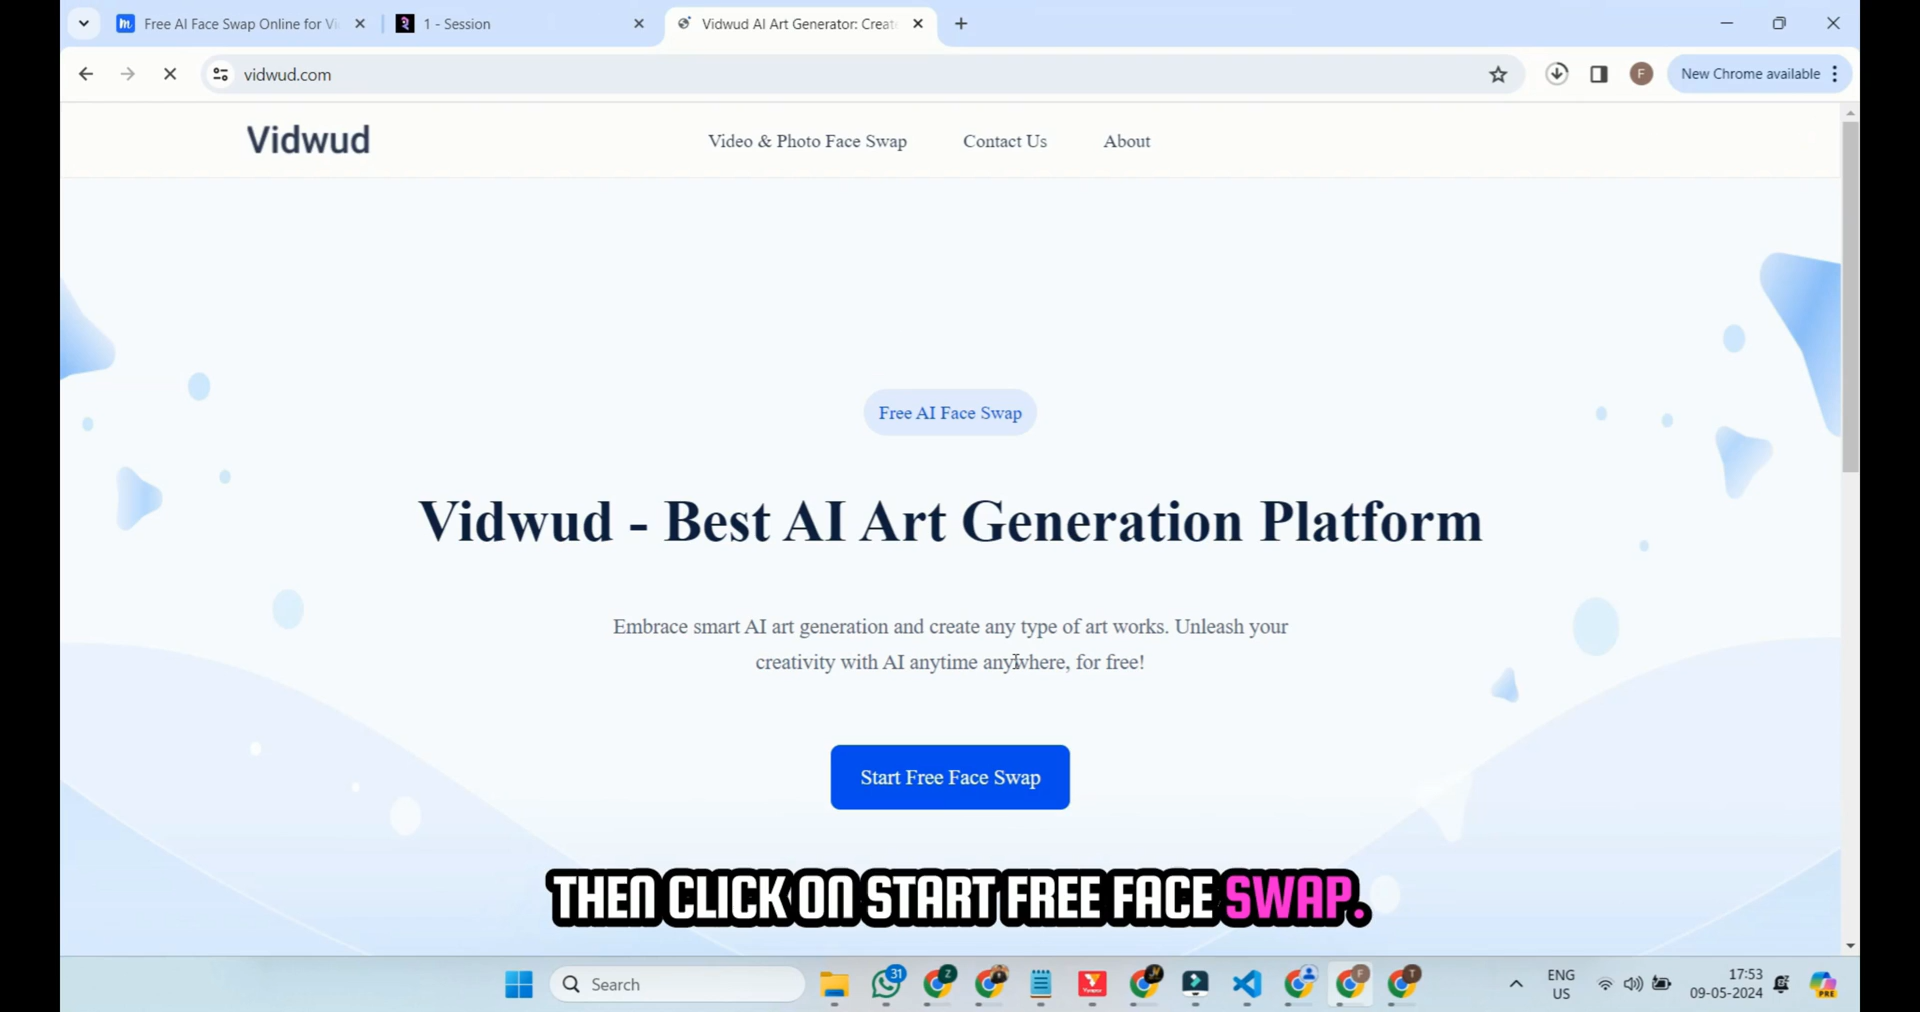 Free AI Face Swap Online for Vi
1 - Session
Vidwud AI Art Generator: Creat
vidwud.com
F
New Chrome available
Vidwud
Video & Photo Face Swap
Contact Us
About
Free AI Face Swap
Vidwud - Best AI Art Generation Platform
Embrace smart AI art generation and create any type of art works. Unleash your
creativity with AI anytime anywhere, for free!
Start Free Face Swap
THEN CLICK ON START FREE FACE SWAP.
Search
31
Z
F
T
ENG
US
17:53
09-05-2024
PRE